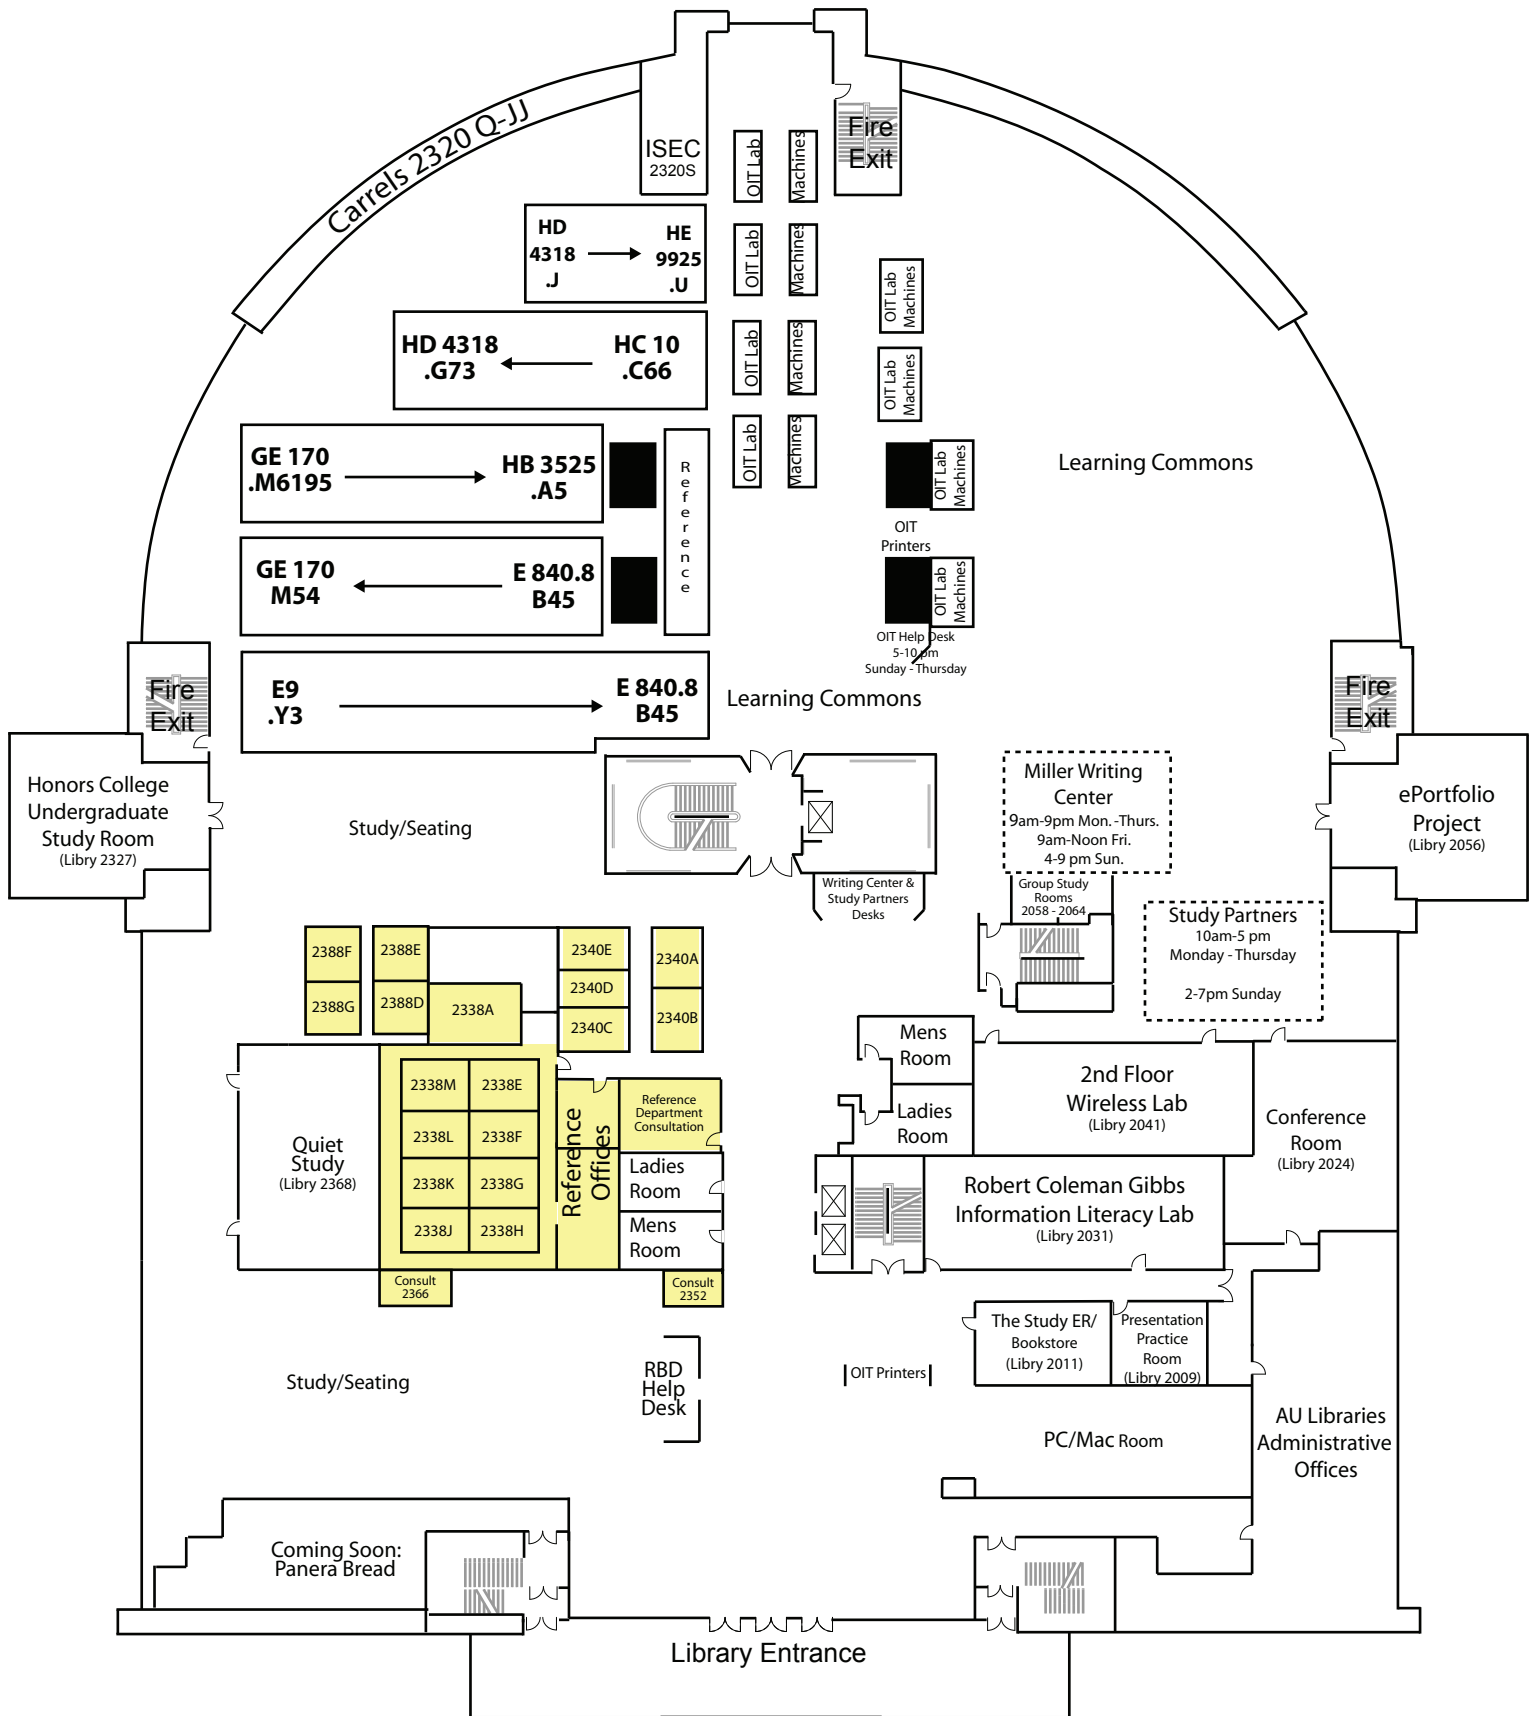 Carrels 2320 Q-JJ
ISEC
2320S
Fire
Exit
OIT Lab
Machines
OIT Lab
Machines
OIT Lab
Machines
OIT Lab
Machines
HD
4318
.J
HE
9925
.U
HD 4318
.G73
HC 10
.C66
GE 170
.M6195
HB 3525
.A5
GE 170
M54
E 840.8
B45
E9
.Y3
E 840.8
B45
Reference
OIT Lab
Machines
OIT Lab
Machines
OIT Lab
Machines
OIT
Printers
OIT Lab
Machines
OIT Help Desk
5-10 pm
Sunday - Thursday
Learning Commons
Learning Commons
Fire
Exit
Fire
Exit
Honors College
Undergraduate
Study Room
(Libry 2327)
Study/Seating
Miller Writing
Center
9am-9pm Mon. -Thurs.
9am-Noon Fri.
4-9 pm Sun.
ePortfolio
Project
(Libry 2056)
Writing Center &
Study Partners
Desks
Group Study
Rooms
2058 - 2064
Study Partners
10am-5 pm
Monday - Thursday
2-7pm Sunday
2388F
2388E
2388G
2388D
2338A
2340E
2340D
2340C
2340A
2340B
2338M
2338E
2338L
2338F
2338K
2338G
2338J
2338H
Quiet
Study
(Libry 2368)
Reference
Offices
Reference
Department
Consultation
Ladies
Room
Mens
Room
Consult
2366
Consult
2352
Mens
Room
Ladies
Room
2nd Floor
Wireless Lab
(Libry 2041)
Conference
Room
(Libry 2024)
Robert Coleman Gibbs
Information Literacy Lab
(Libry 2031)
The Study ER/
Bookstore
(Libry 2011)
Presentation
Practice
Room
(Libry 2009)
Study/Seating
RBD
Help
Desk
OIT Printers
PC/Mac Room
AU Libraries
Administrative
Offices
Coming Soon:
Panera Bread
Library Entrance